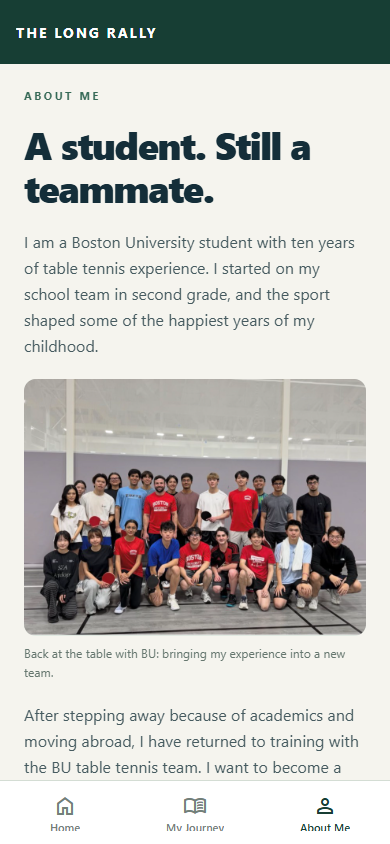 THE LONG RALLY
ABOUT ME
A student. Still a
teammate.
I am a Boston University student with ten years
of table tennis experience. I started on my
school team in second grade, and the sport
shaped some of the happiest years of my
childhood.
BOSTON
BOSTON
Back at the table with BU: bringing my experience into a new
team.
After stepping away because of academics and
moving abroad, I have returned to training with
the BU table tennis team. I want to become a
Home
My Journey
About Me